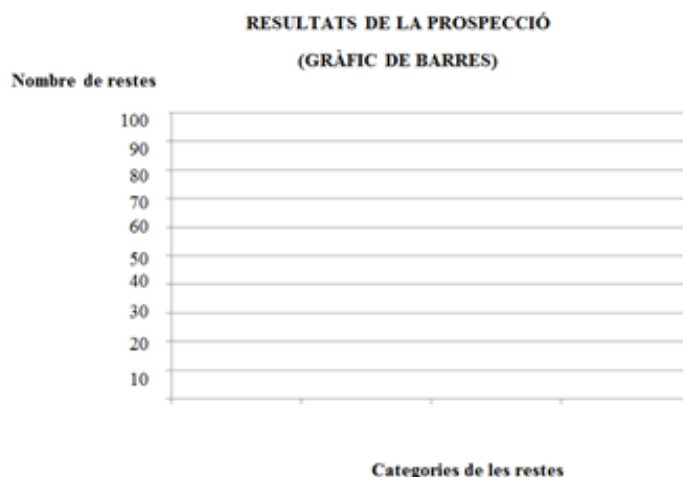 RESULTATS DE LA PROSPECCIÓ
(GRÀFIC DE BARRES)
Nombre de restes
100
90
80
70
60
50
40
30
20
10
Categories de les restes